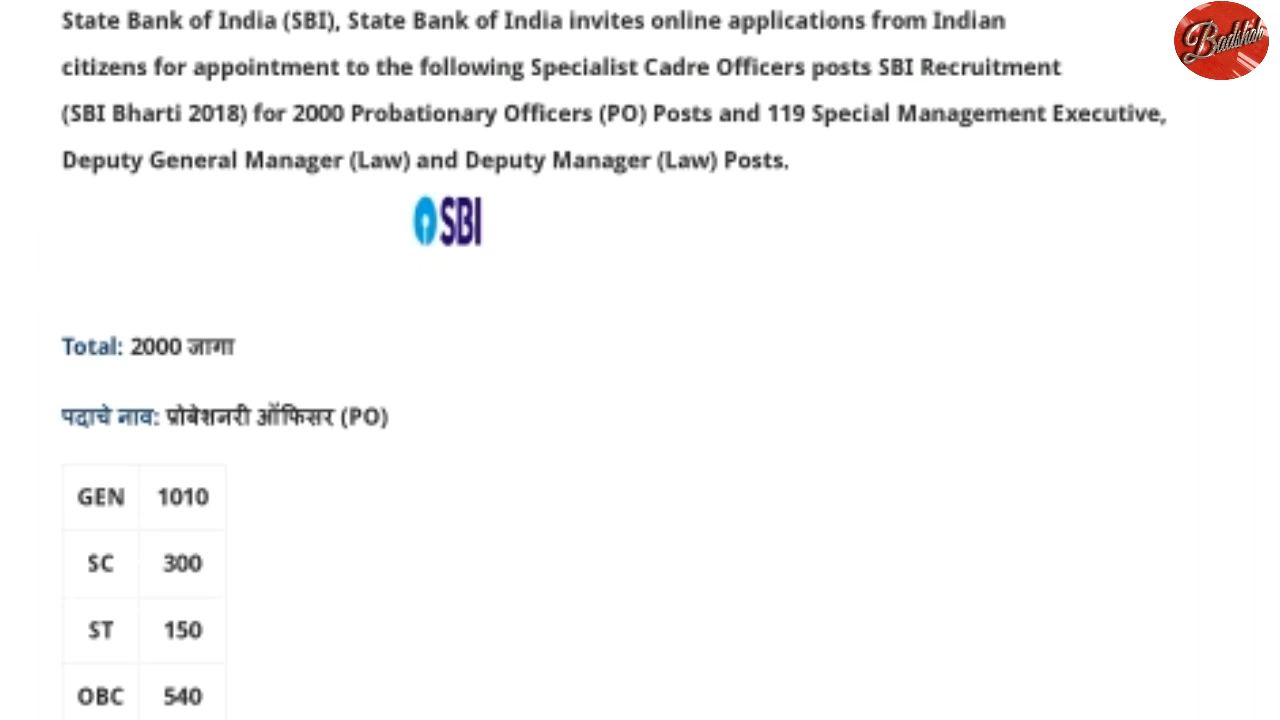 State Bank of India (SBI), State Bank of India invites online applications from Indian
citizens for appointment to the following Specialist Cadre Officers posts SBI Recruitment
(SBI Bharti 2018) for 2000 Probationary Officers (PO) Posts and 119 Special Management Executive,
Deputy General Manager (Law) and Deputy Manager (Law) Posts.
Badshah
SBI
Total: 2000 जागा
पदाचे नाव: प्रोबेशनरी ऑफिसर (PO)
GEN 1010
SC 300
ST 150
OBC 540